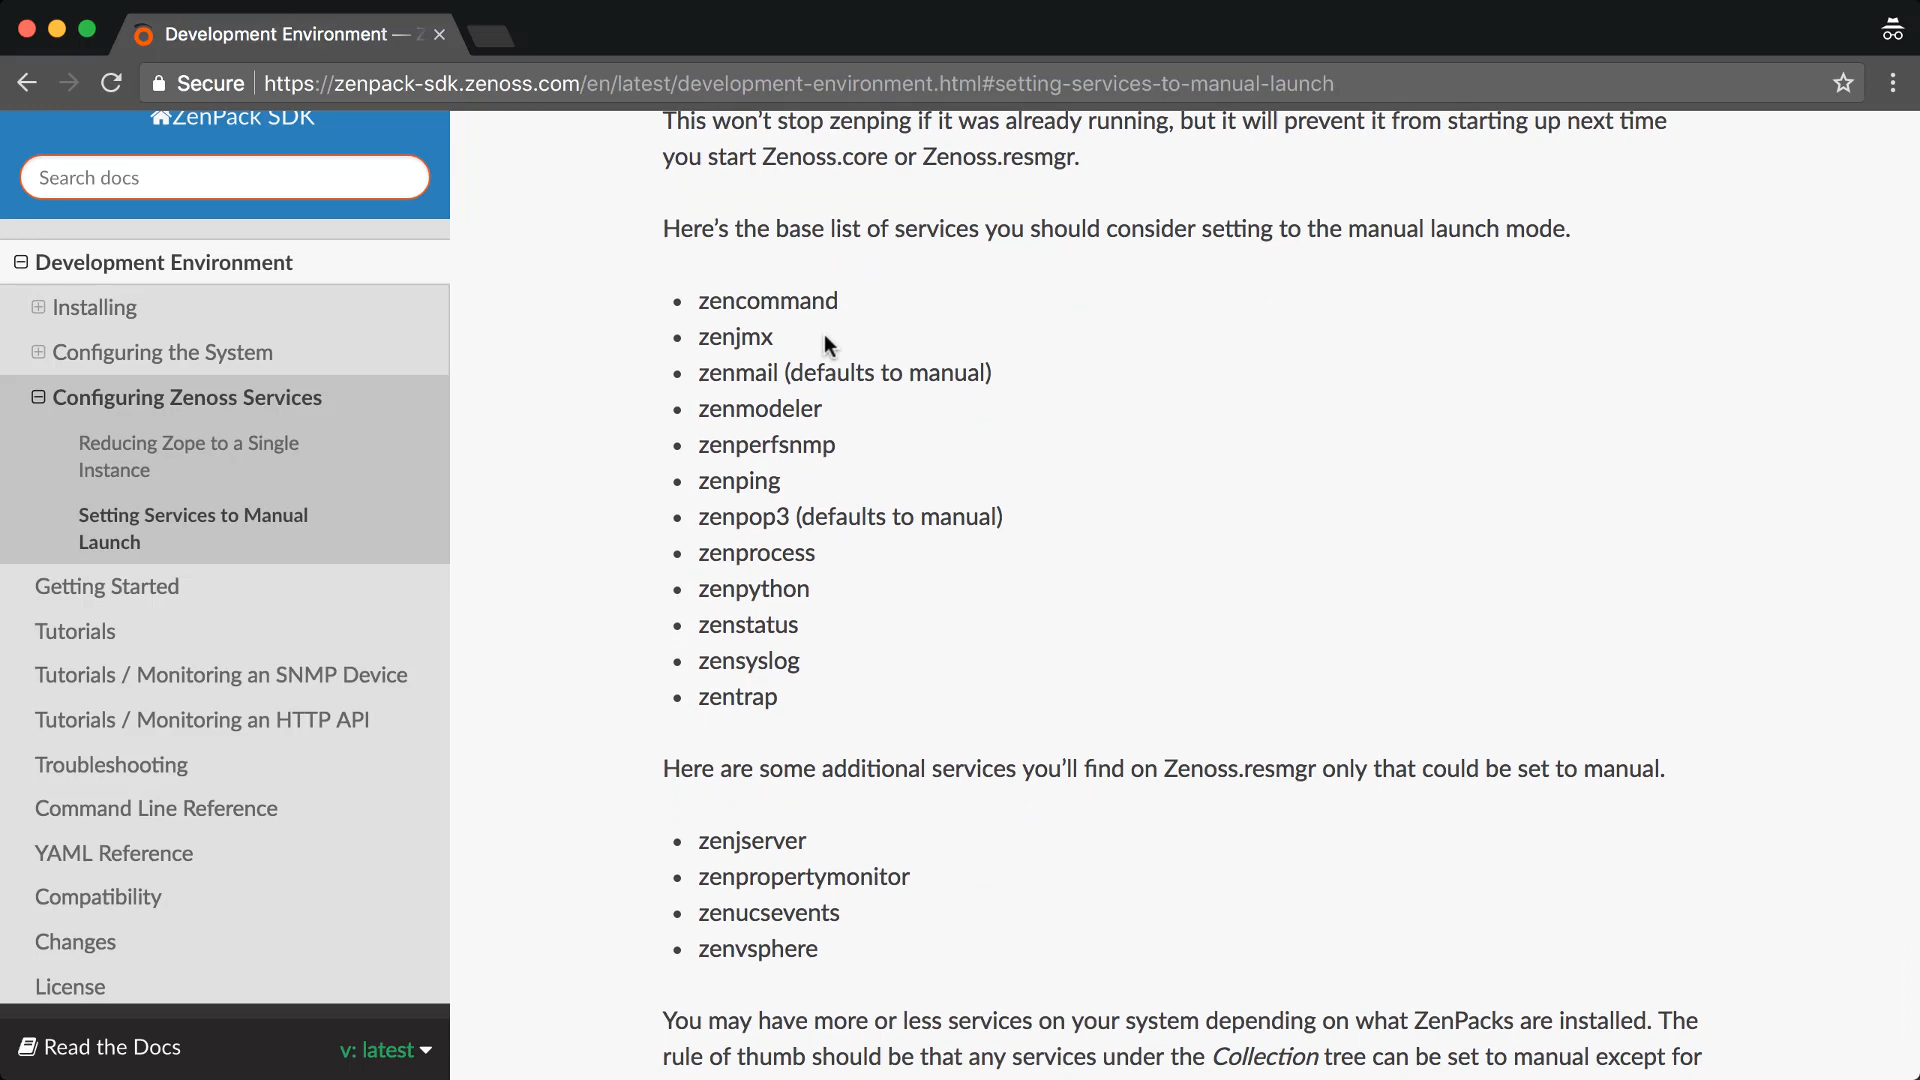 Development Environment — Z
Secure
https://zenpack-sdk.zenoss.com/en/latest/development-environment.html#setting-services-to-manual-launch
ZenPack SDK
Search docs
Development Environment
Installing
Configuring the System
Configuring Zenoss Services
Reducing Zope to a Single
Instance
Setting Services to Manual
Launch
Getting Started
Tutorials
Tutorials / Monitoring an SNMP Device
Tutorials / Monitoring an HTTP API
Troubleshooting
Command Line Reference
YAML Reference
Compatibility
Changes
License
Read the Docs
v: latest
This won’t stop zenping if it was already running, but it will prevent it from starting up next time
you start Zenoss.core or Zenoss.resmgr.
Here’s the base list of services you should consider setting to the manual launch mode.
• zencommand
• zenjmx
• zenmail (defaults to manual)
• zenmodeler
• zenperfsnmp
• zenping
• zenpop3 (defaults to manual)
• zenprocess
• zenpython
• zenstatus
• zensyslog
• zentrap
Here are some additional services you’ll find on Zenoss.resmgr only that could be set to manual.
• zenjserver
• zenpropertymonitor
• zenucsevents
• zenvsphere
You may have more or less services on your system depending on what ZenPacks are installed. The
rule of thumb should be that any services under the Collection tree can be set to manual except for